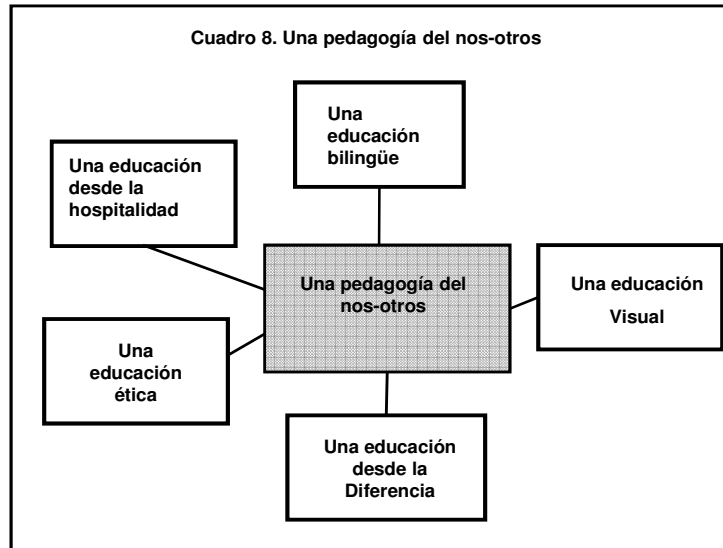 Cuadro 8. Una pedagogía del nos-otros
Una
educación
bilingüe
Una educación
desde la
hospitalidad
Una pedagogía del
nos-otros
Una educación
Visual
Una
educación
ética
Una educación
desde la
Diferencia